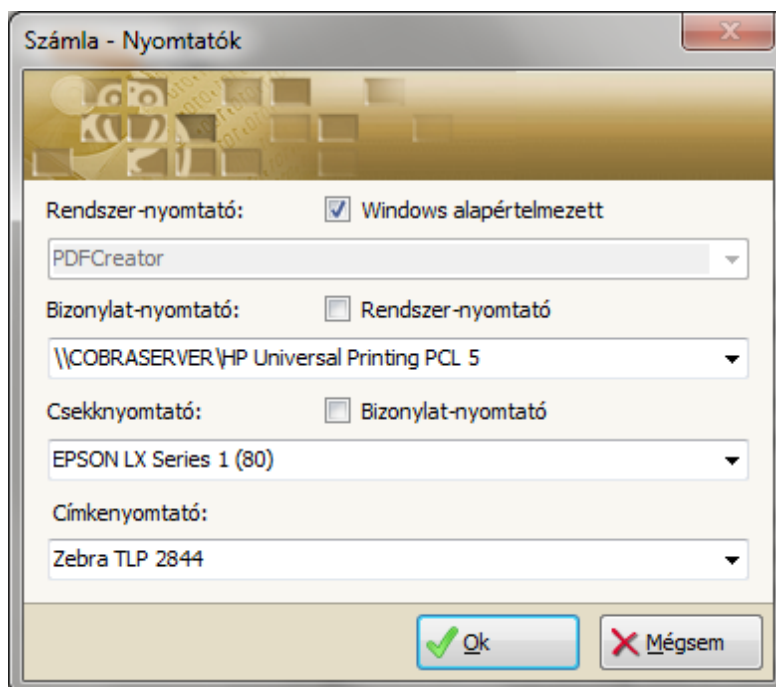 Számla - Nyomtatók
Rendszer-nyomtató: Windows alapértelmezett
PDFCreator
Bizonylat-nyomtató: Rendszer-nyomtató
\\COBRASERVER\HP Universal Printing PCL 5
Csekknyomtató: Bizonylat-nyomtató
EPSON LX Series 1 (80)
Címkenyomtató:
Zebra TLP 2844
Ok Mégsem